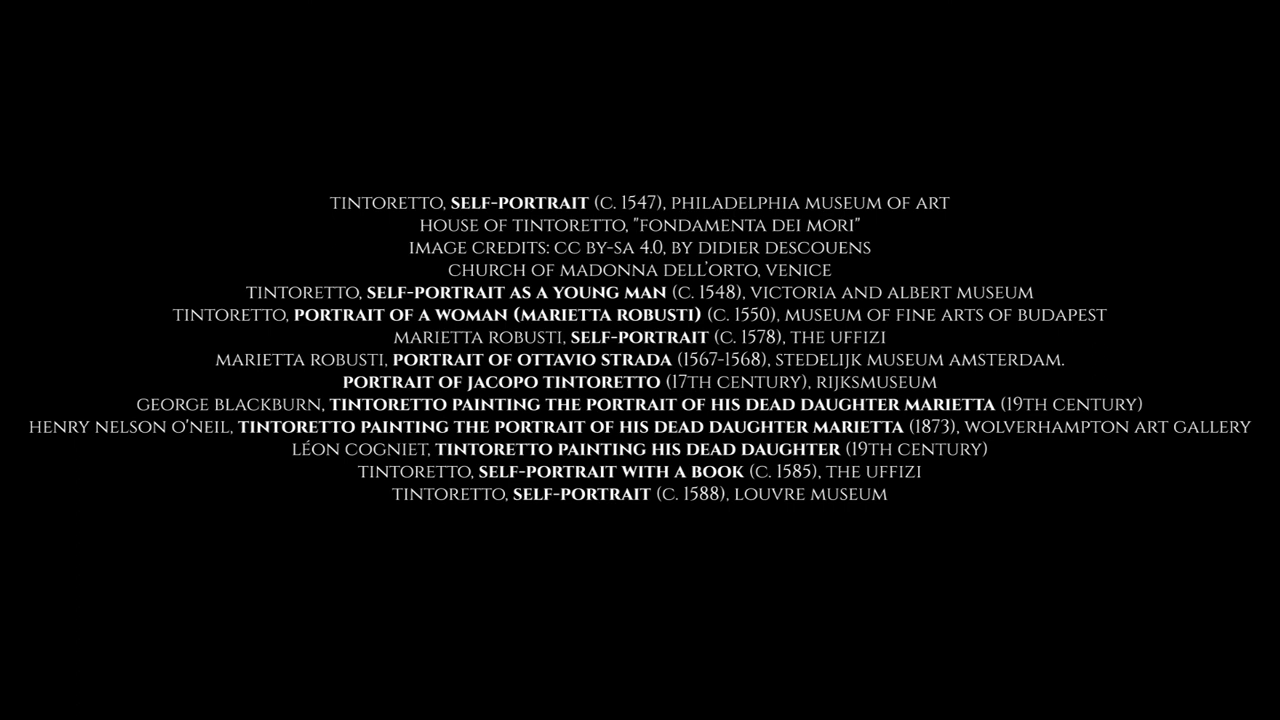 TINTORETTO, SELF-PORTRAIT (C. 1547), PHILADELPHIA MUSEUM OF ART
HOUSE OF TINTORETTO, "FONDAMENTA DEI MORI"
IMAGE CREDITS: CC BY-SA 4.0, BY DIDIER DESCOUENS
CHURCH OF MADONNA DELL'ORTO, VENICE
TINTORETTO, SELF-PORTRAIT AS A YOUNG MAN (C. 1548), VICTORIA AND ALBERT MUSEUM
TINTORETTO, PORTRAIT OF A WOMAN (MARIETTA ROBUSTI) (C. 1550), MUSEUM OF FINE ARTS OF BUDAPEST
MARIETTA ROBUSTI, SELF-PORTRAIT (C. 1578), THE UFFIZI
MARIETTA ROBUSTI, PORTRAIT OF OTTAVIO STRADA (1567-1568), STEDELIJK MUSEUM AMSTERDAM.
PORTRAIT OF JACOPO TINTORETTO (17TH CENTURY), RIJKSMUSEUM
GEORGE BLACKBURN, TINTORETTO PAINTING THE PORTRAIT OF HIS DEAD DAUGHTER MARIETTA (19TH CENTURY)
HENRY NELSON O'NEIL, TINTORETTO PAINTING THE PORTRAIT OF HIS DEAD DAUGHTER MARIETTA (1873), WOLVERHAMPTON ART GALLERY
LÉON COGNIET, TINTORETTO PAINTING HIS DEAD DAUGHTER (19TH CENTURY)
TINTORETTO, SELF-PORTRAIT WITH A BOOK (C. 1585), THE UFFIZI
TINTORETTO, SELF-PORTRAIT (C. 1588), LOUVRE MUSEUM